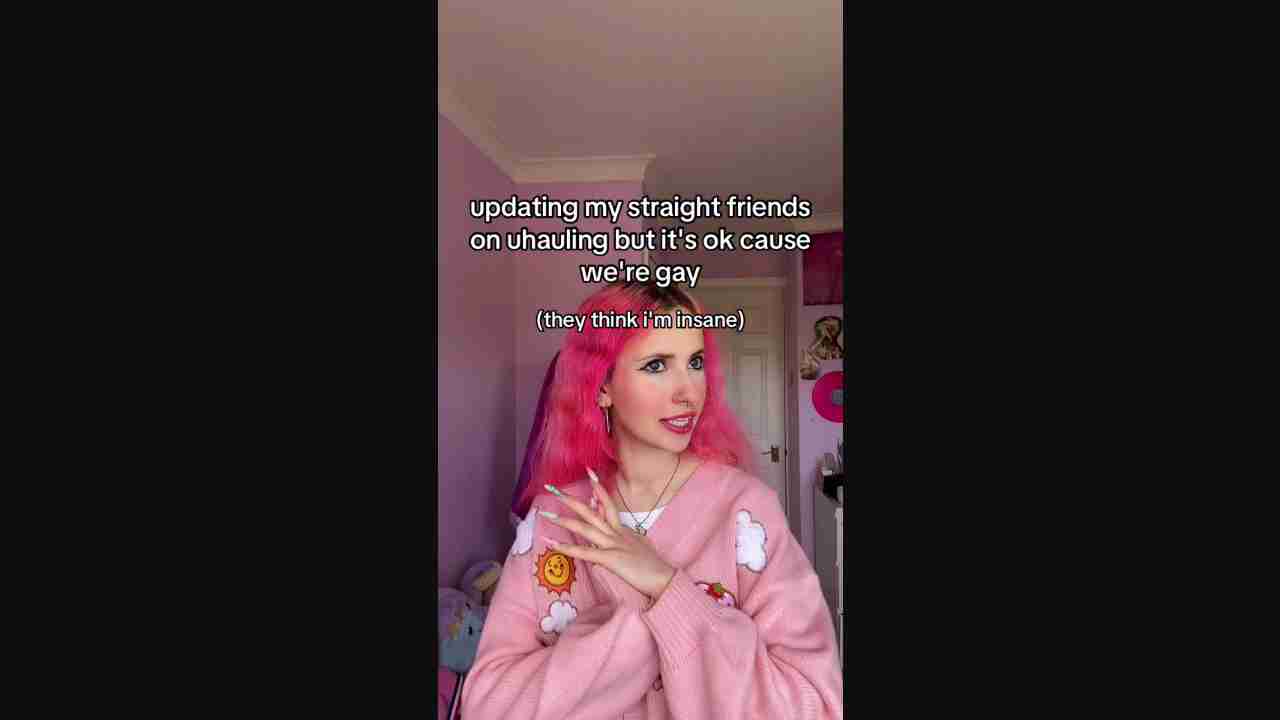 updating my straight friends
on uhauling but it's ok cause
we're gay
(they think i'm insane)